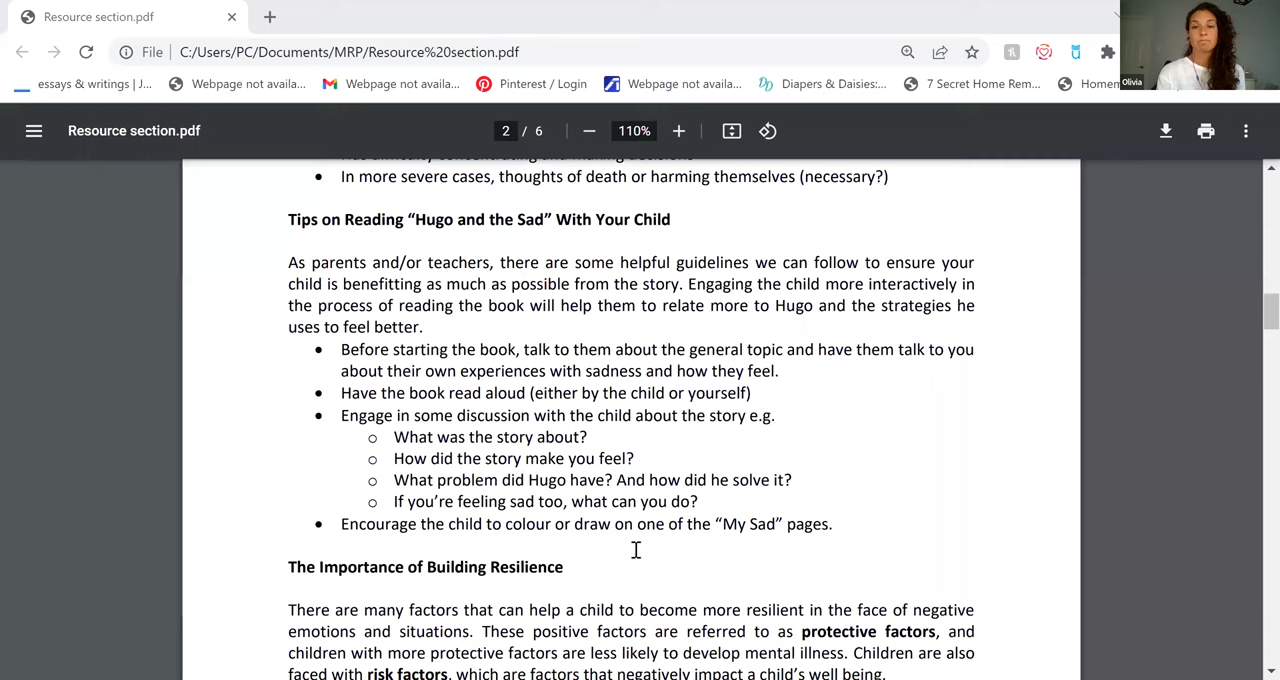 Resource section.pdf
File
C:/Users/PC/Documents/MRP/Resource%20section.pdf
essays & writings | J...
Webpage not availa...
Webpage not availa...
Pinterest / Login
Webpage not availa...
Diapers & Daisies:...
7 Secret Home Rem...
Homem
Olivia
Resource section.pdf
2 / 6
110%
In more severe cases, thoughts of death or harming themselves (necessary?)
Tips on Reading “Hugo and the Sad” With Your Child
As parents and/or teachers, there are some helpful guidelines we can follow to ensure your
child is benefitting as much as possible from the story. Engaging the child more interactively in
the process of reading the book will help them to relate more to Hugo and the strategies he
uses to feel better.
Before starting the book, talk to them about the general topic and have them talk to you
about their own experiences with sadness and how they feel.
Have the book read aloud (either by the child or yourself)
Engage in some discussion with the child about the story e.g.
What was the story about?
How did the story make you feel?
What problem did Hugo have? And how did he solve it?
If you’re feeling sad too, what can you do?
Encourage the child to colour or draw on one of the “My Sad” pages.
The Importance of Building Resilience
There are many factors that can help a child to become more resilient in the face of negative
emotions and situations. These positive factors are referred to as protective factors, and
children with more protective factors are less likely to develop mental illness. Children are also
faced with risk factors, which are factors that negatively impact a child’s well being.